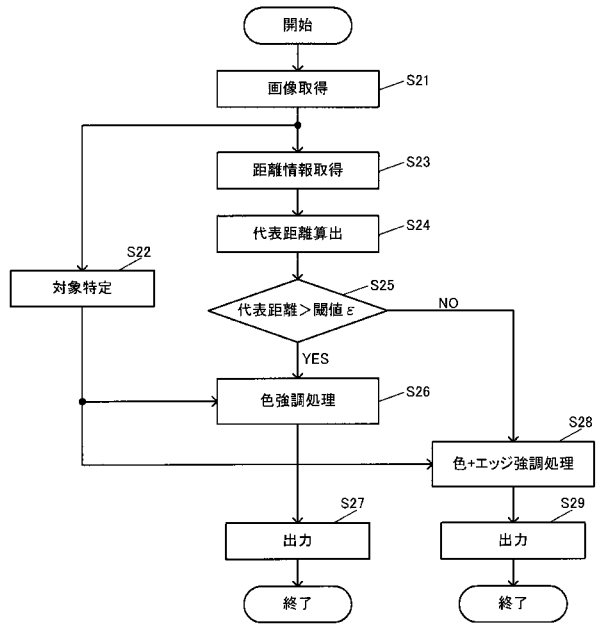 開始
画像取得
S21
距離情報取得
S23
代表距離算出
S24
S22
対象特定
S25
代表距離＞閾値ε
NO
YES
色強調処理
S26
S28
色+エッジ強調処理
S27
出力
S29
出力
終了
終了